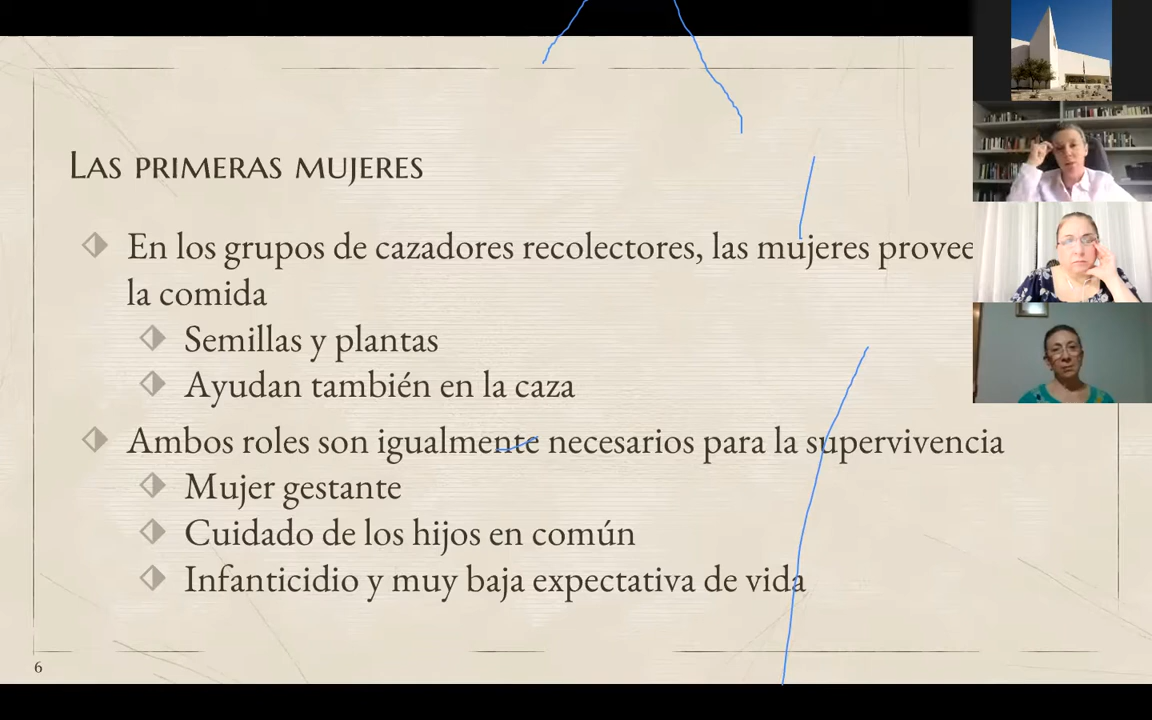 Las primeras mujeres
En los grupos de cazadores recolectores, las mujeres provee
la comida
Semillas y plantas
Ayudan también en la caza
Ambos roles son igualmente necesarios para la supervivencia
Mujer gestante
Cuidado de los hijos en común
Infanticidio y muy baja expectativa de vida
6